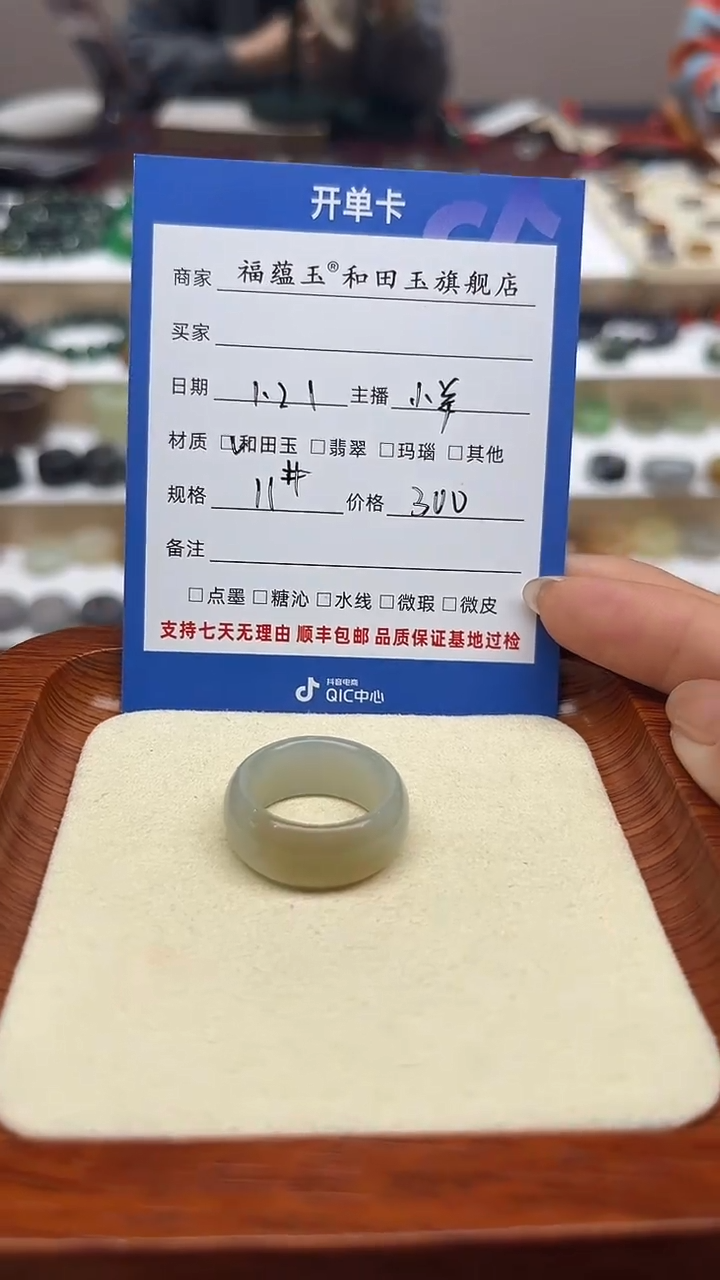 开单卡
商家 福蕴玉®和田玉旗舰店
买家
日期 1.21 主播 小羊
材质 ☑和田玉 □翡翠 □玛瑙 □其他
规格 11# 价格 300
备注
□点墨 □糖沁 □水线 □微瑕 □微皮
支持七天无理由 顺丰包邮 品质保证基地过检
抖音电商
QIC中心